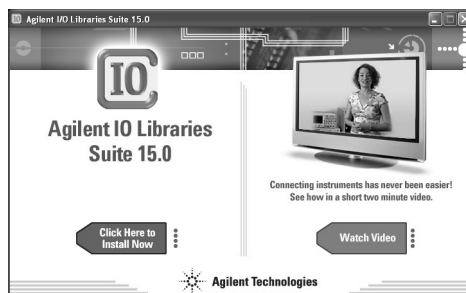 Agilent I/O Libraries Suite 15.0
IO
Agilent IO Libraries
Suite 15.0
Connecting instruments has never been easier!
See how in a short two minute video.
Click Here to
Install Now
Watch Video
Agilent Technologies